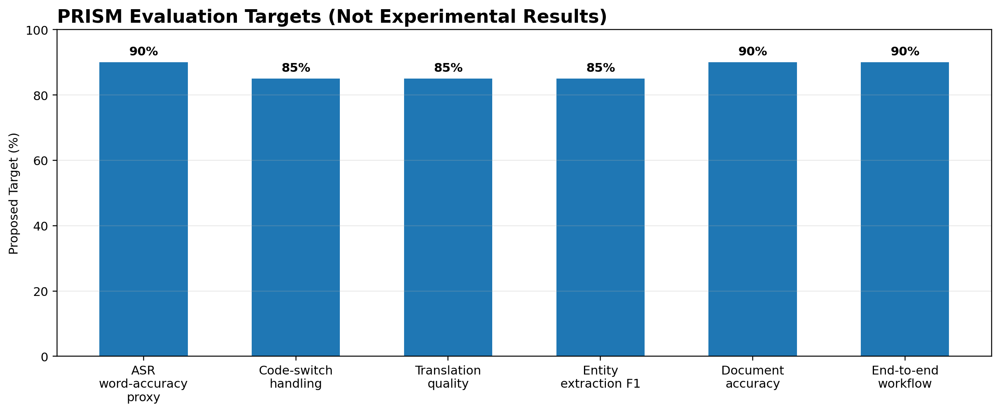 PRISM Evaluation Targets (Not Experimental Results)
Proposed Target (%)
100
80
60
40
20
0
90%
85%
85%
85%
90%
90%
ASR
word-accuracy
proxy
Code-switch
handling
Translation
quality
Entity
extraction F1
Document
accuracy
End-to-end
workflow